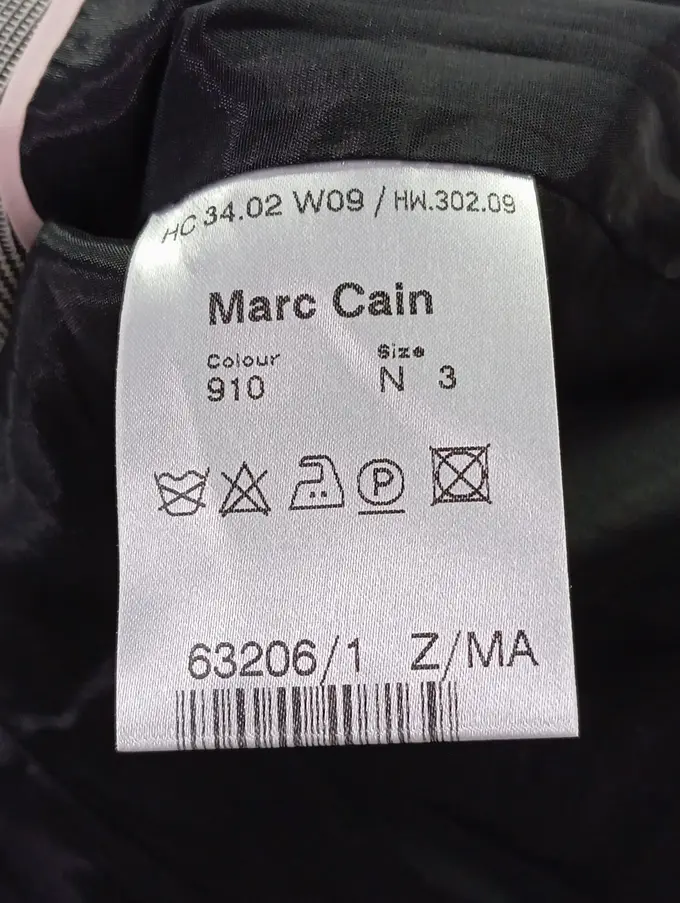 HC 34.02 W09 / HW.302.09
Marc Cain
Colour Size
910 N 3
P
63206/1 Z/MA